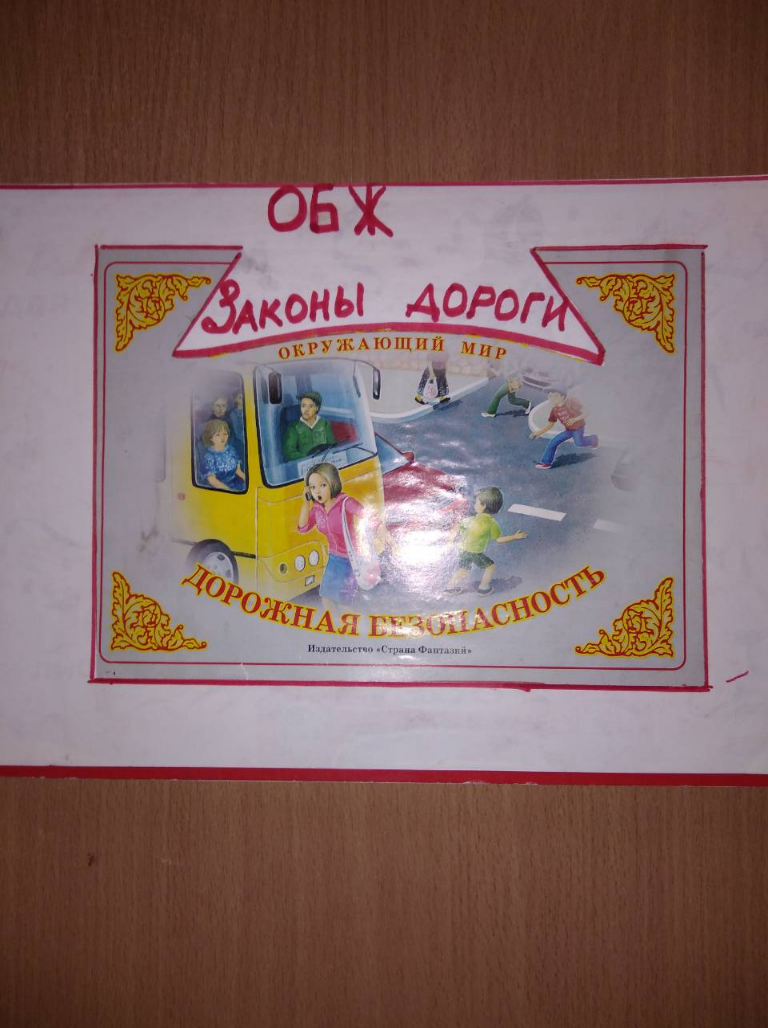 ОБЖ
ЗАКОНЫ ДОРОГИ
ОКРУЖАЮЩИЙ МИР
ДОРОЖНАЯ БЕЗОПАСНОСТЬ
Издательство «Страна Фантазий»